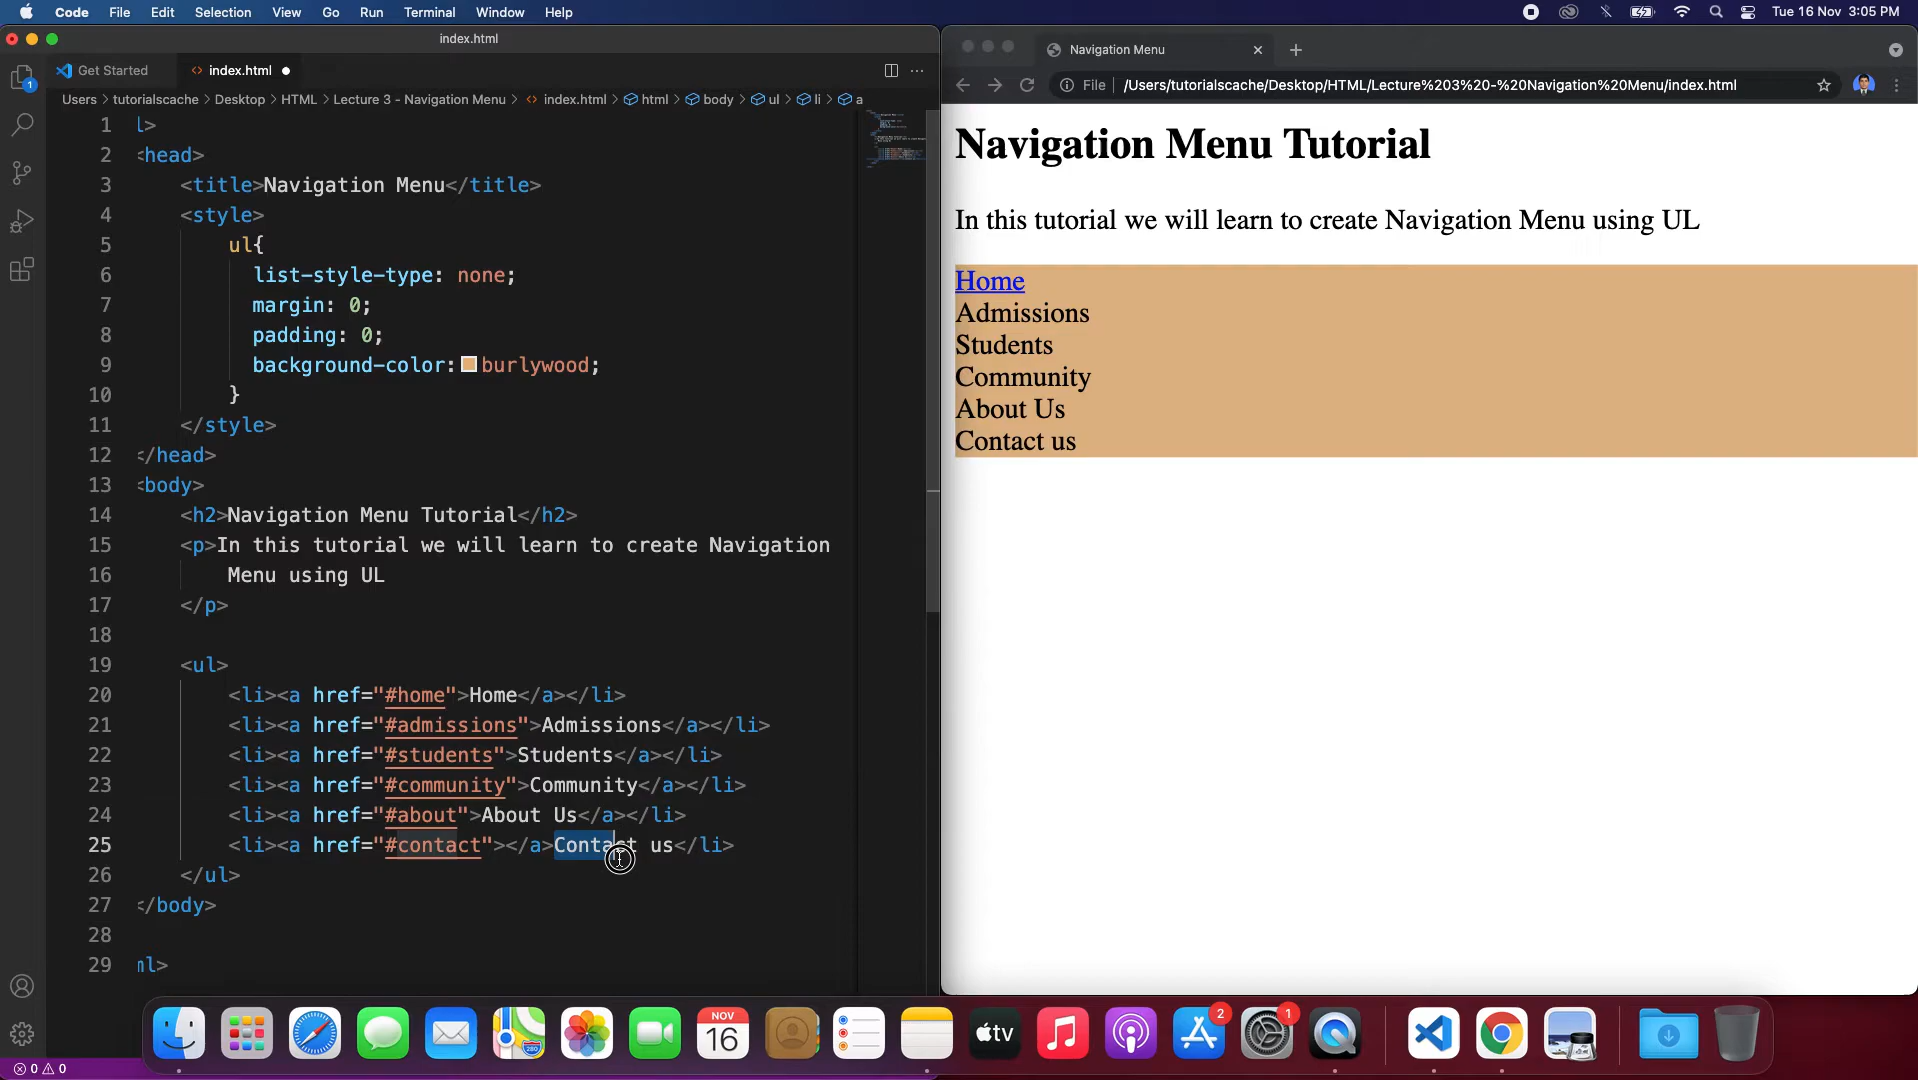 Code File Edit Selection View Go Run Terminal Window Help
Tue 16 Nov 3:05 PM
index.html
Get Started
index.html
Users > tutorialscache > Desktop > HTML > Lecture 3 - Navigation Menu > index.html > html > body > ul > li > a
1 l>
2 <head>
3 <title>Navigation Menu</title>
4 <style>
5 ul{
6 list-style-type: none;
7 margin: 0;
8 padding: 0;
9 background-color: burlywood;
10 }
11 </style>
12 </head>
13 <body>
14 <h2>Navigation Menu Tutorial</h2>
15 <p>In this tutorial we will learn to create Navigation
16 Menu using UL
17 </p>
18
19 <ul>
20 <li><a href="#home">Home</a></li>
21 <li><a href="#admissions">Admissions</a></li>
22 <li><a href="#students">Students</a></li>
23 <li><a href="#community">Community</a></li>
24 <li><a href="#about">About Us</a></li>
25 <li><a href="#contact"></a>Contact us</li>
26 </ul>
27 </body>
28
29 ml>
1
0 0
Navigation Menu
File /Users/tutorialscache/Desktop/HTML/Lecture%203%20-%20Navigation%20Menu/index.html
Navigation Menu Tutorial
In this tutorial we will learn to create Navigation Menu using UL
Home
Admissions
Students
Community
About Us
Contact us
280
NOV
16
tv
2
1